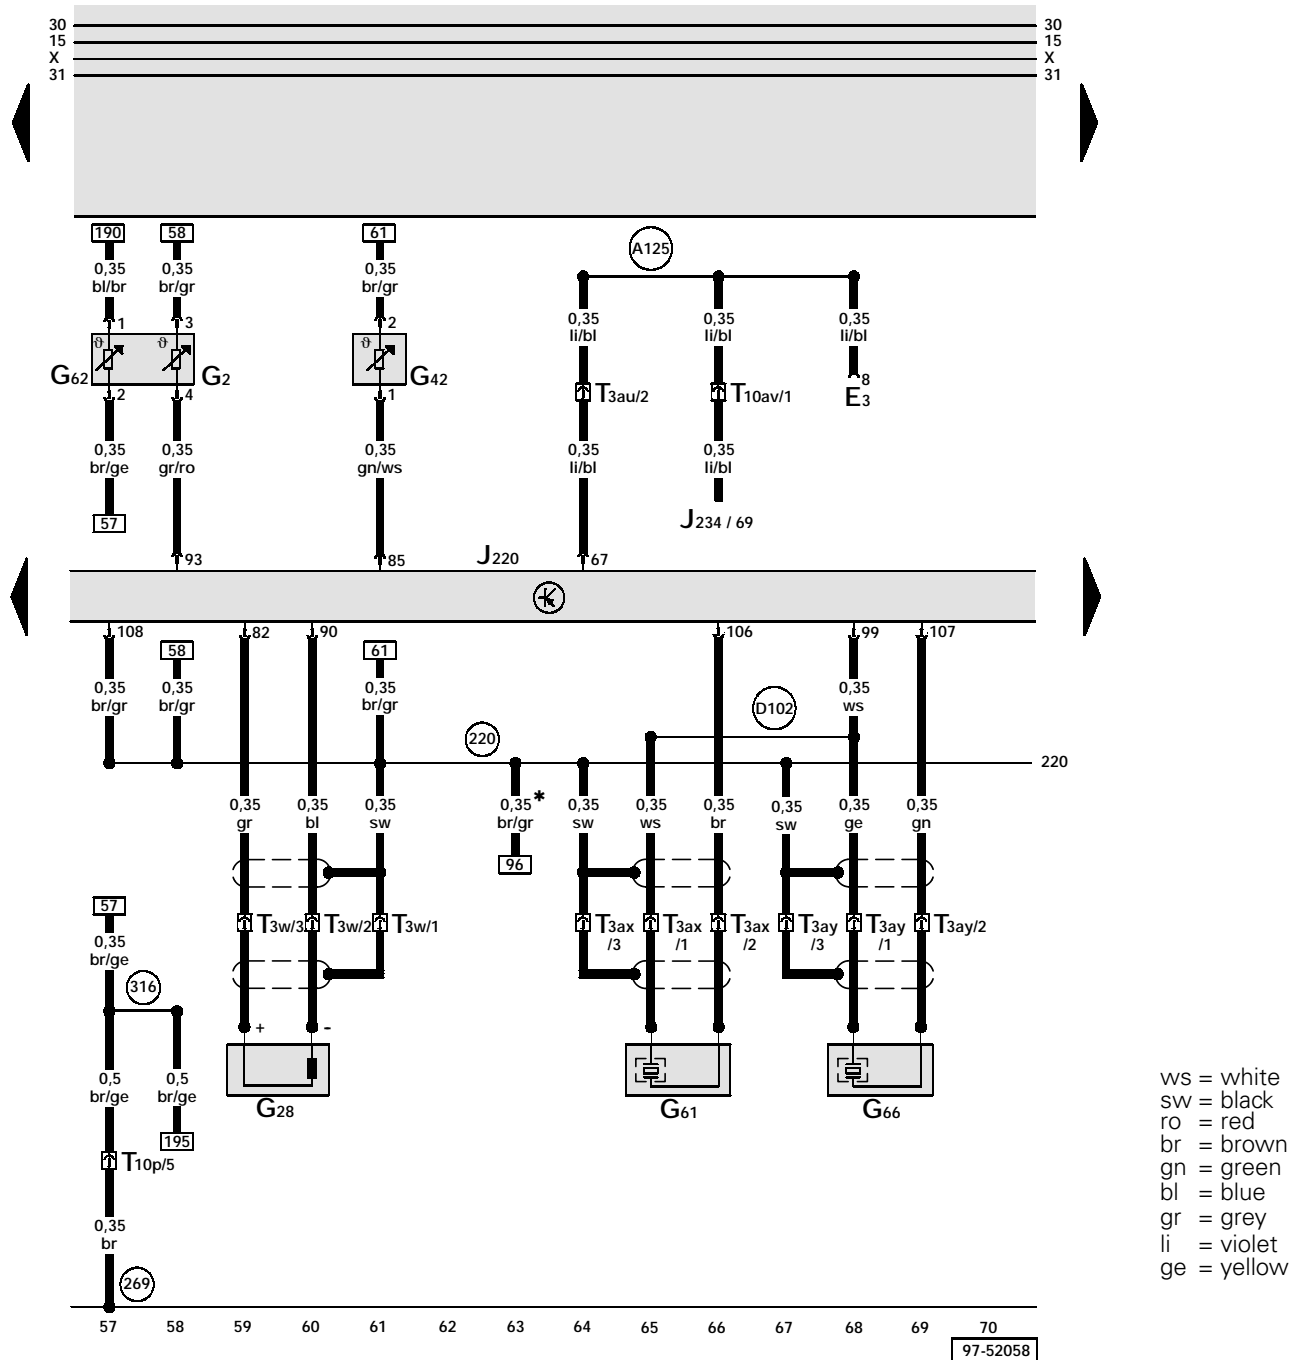 30 30
15 15
X X
31 31
190 58 61 A125
0,35 0,35 0,35
bl/br br/gr br/gr
0,35 0,35 0,35
li/bl li/bl li/bl
1 3 2
ϑ ϑ ϑ
G62 G2 G42
8
T3au/2 T10av/1 E3
2 4 1
0,35 0,35 0,35 0,35 0,35
br/ge gr/ro gn/ws li/bl li/bl
57 J234 / 69
93 85 J220 67
108 82 90 106 99 107
58 61
0,35 0,35 0,35 0,35
br/gr br/gr br/gr ws
D102
220 220
0,35 0,35 0,35 0,35* 0,35 0,35 0,35 0,35 0,35 0,35
gr bl sw br/gr sw ws br sw ge gn
96
57
T3w/3 T3w/2 T3w/1 T3ax/3 T3ax/1 T3ax/2 T3ay/3 T3ay/1 T3ay/2
0,35
br/ge
316
+ -
0,5 0,5
br/ge br/ge
G28 G61 G66
195
T10p/5
0,35
br
269
57 58 59 60 61 62 63 64 65 66 67 68 69 70
97-52058
ws = white
sw = black
ro = red
br = brown
gn = green
bl = blue
gr = grey
li = violet
ge = yellow